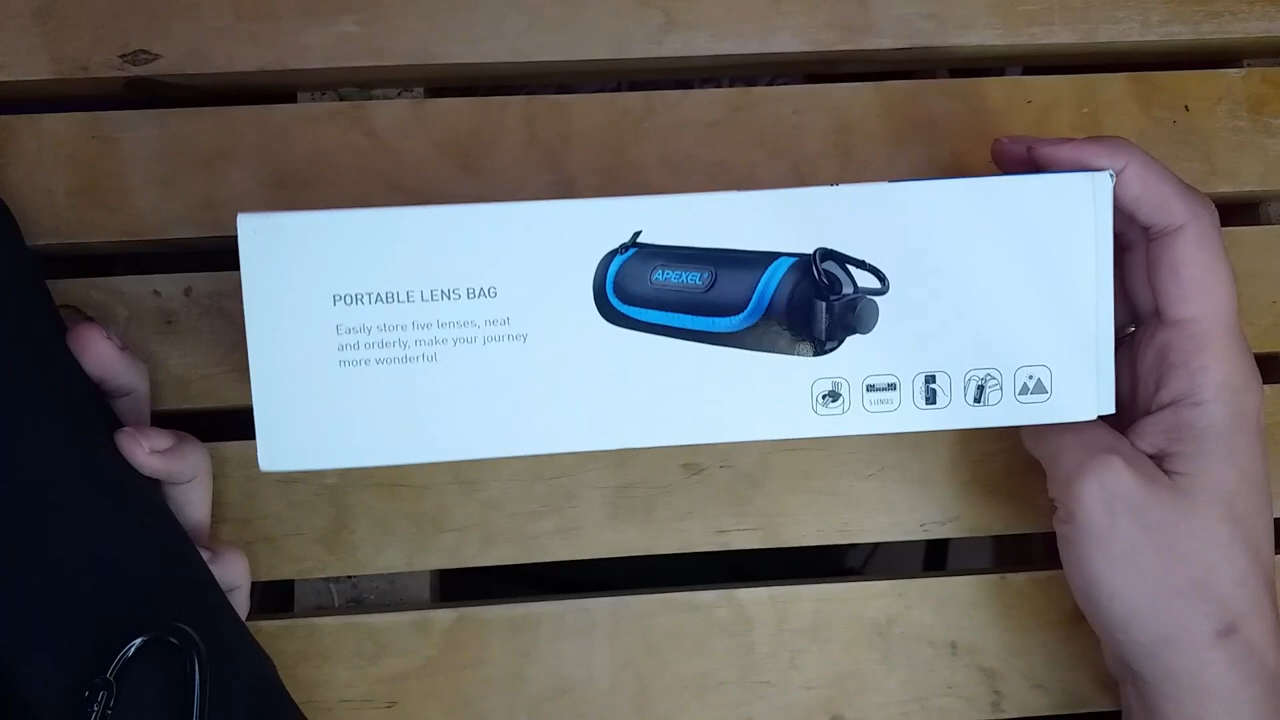 PORTABLE LENS BAG
Easily store five lenses, neat
and orderly, make your journey
more wonderful
APEXEL®
5 LENSES